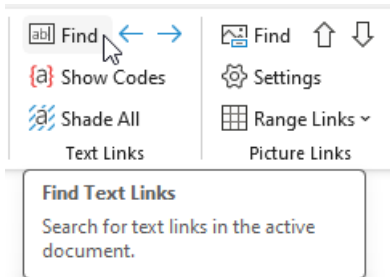 ab Find
{a} Show Codes
a Shade All
Text Links
Find
Settings
Range Links
Picture Links
Find Text Links
Search for text links in the active
document.